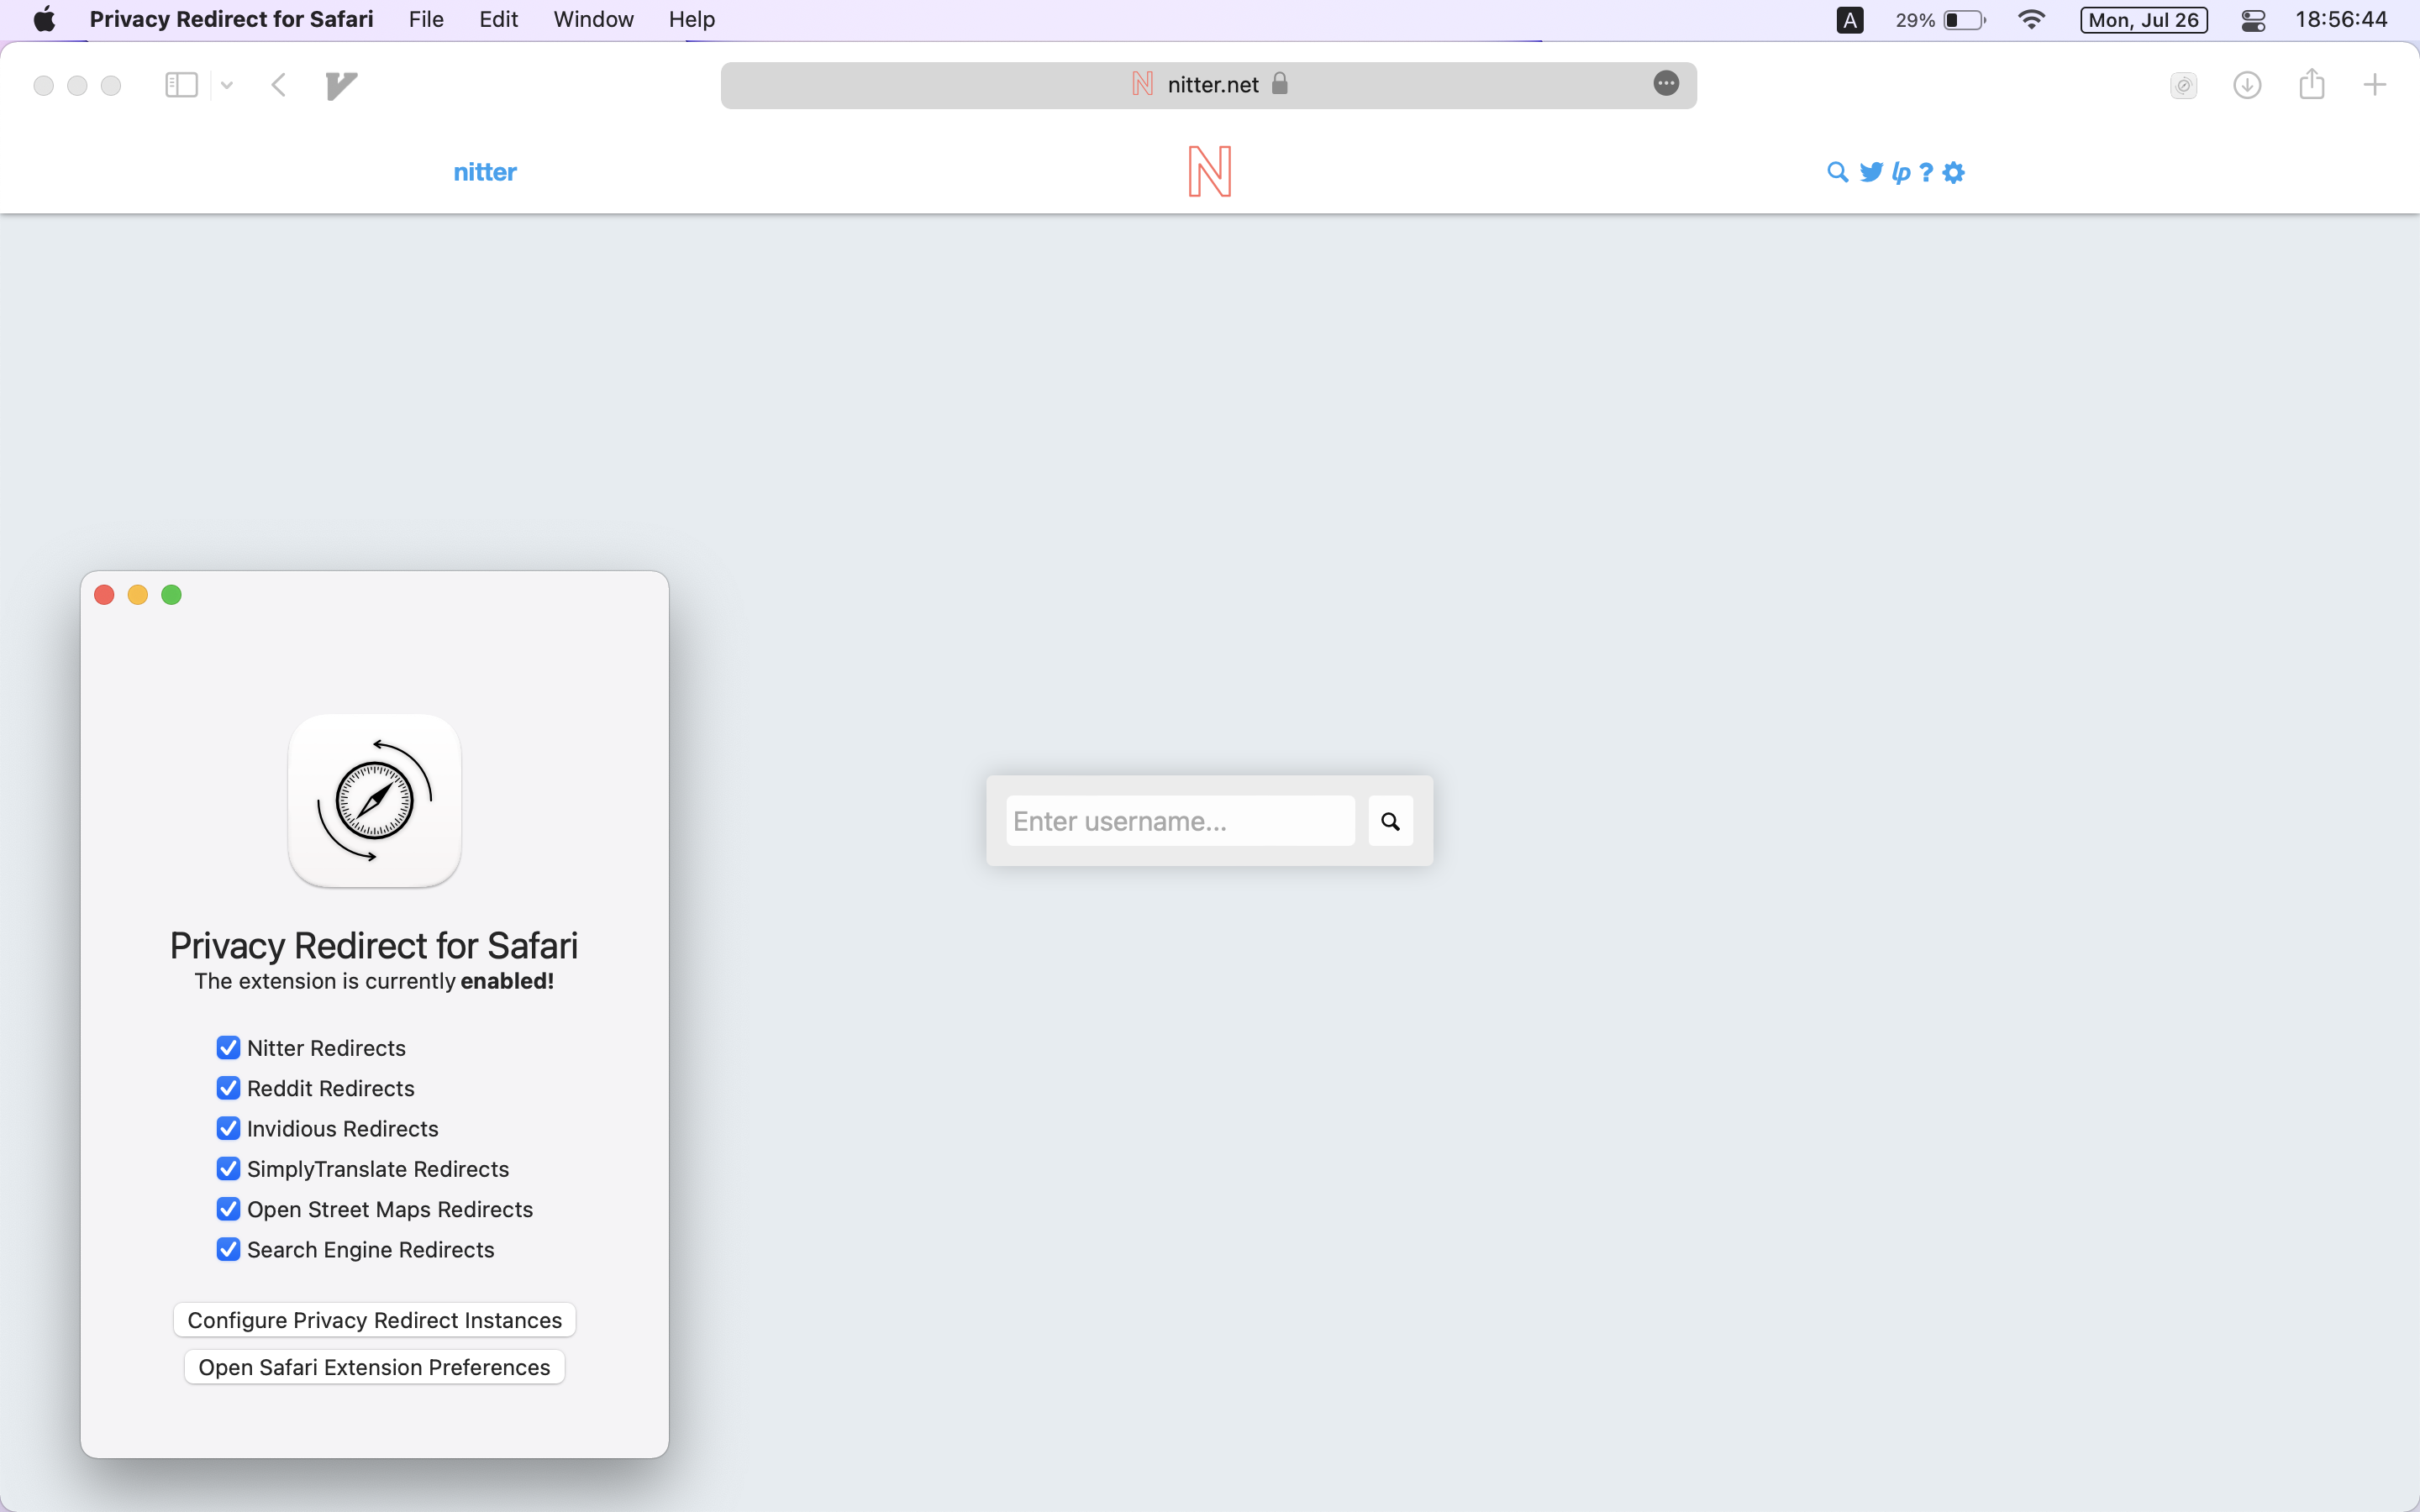 Privacy Redirect for Safari File Edit Window Help A 29% Mon, Jul 26 18:56:44
nitter.net
nitter N lp ?
Privacy Redirect for Safari
The extension is currently enabled!
Nitter Redirects
Reddit Redirects
Invidious Redirects
SimplyTranslate Redirects
Open Street Maps Redirects
Search Engine Redirects
Configure Privacy Redirect Instances
Open Safari Extension Preferences
Enter username...